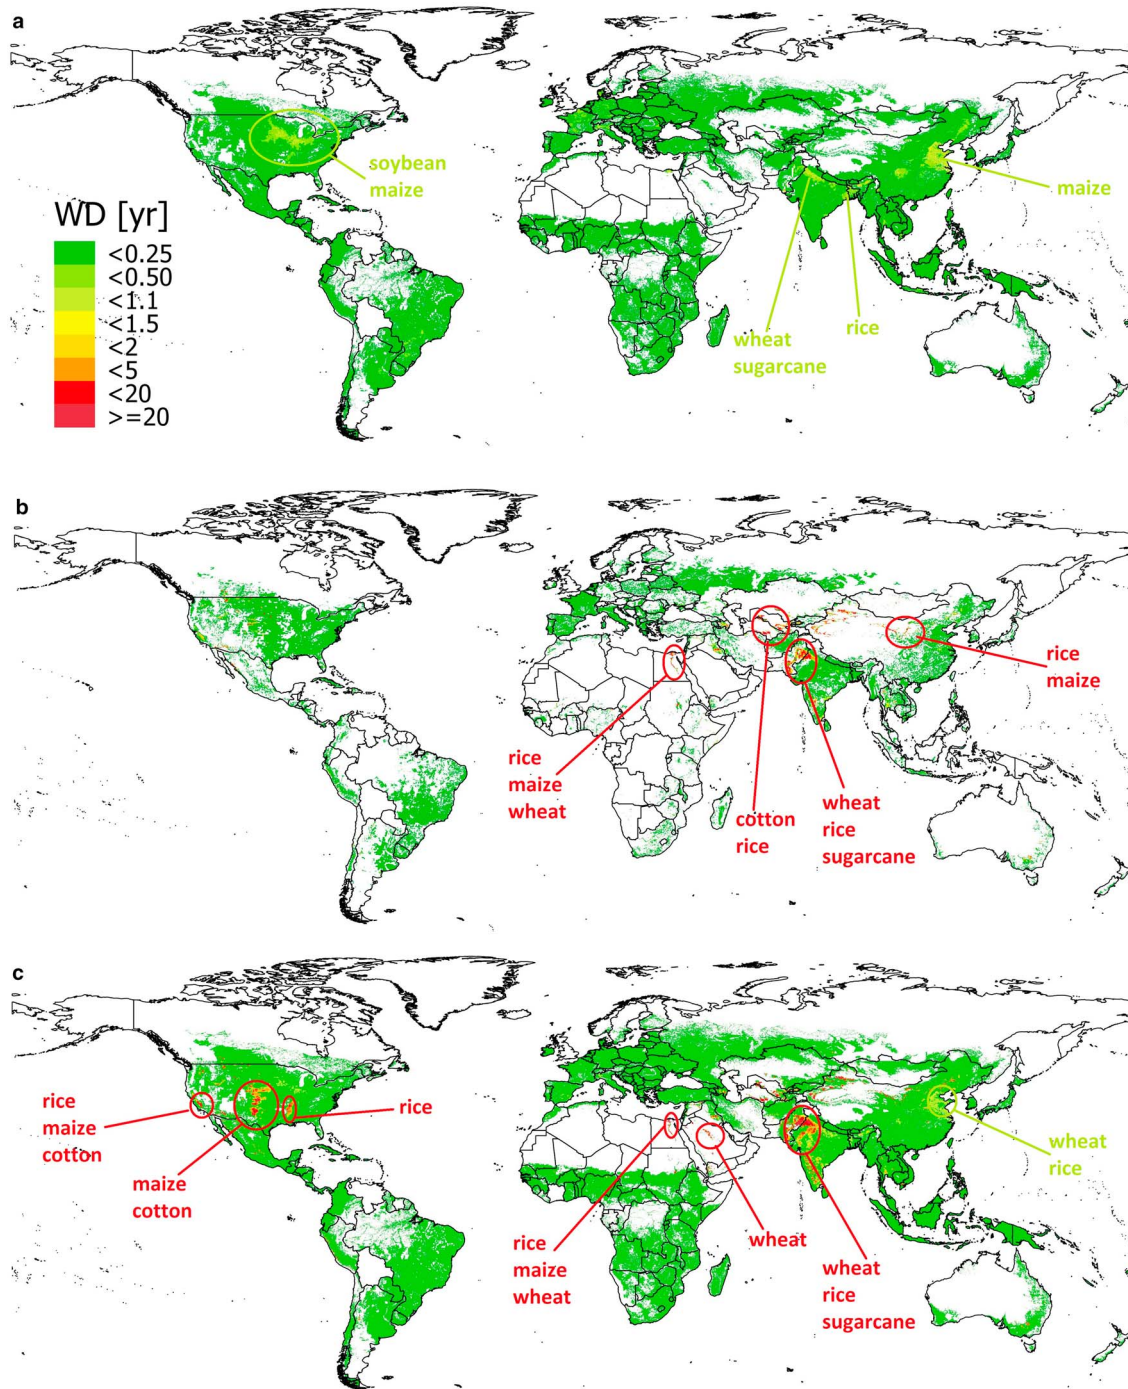 a
soybean
maize
maize
WD [yr]
<0.25
<0.50
<1.1
<1.5
<2
<5
<20
>=20
wheat
sugarcane
rice
b
rice
maize
rice
maize
wheat
cotton
rice
wheat
rice
sugarcane
c
rice
maize
cotton
rice
maize
cotton
wheat
rice
rice
maize
wheat
wheat
wheat
rice
sugarcane